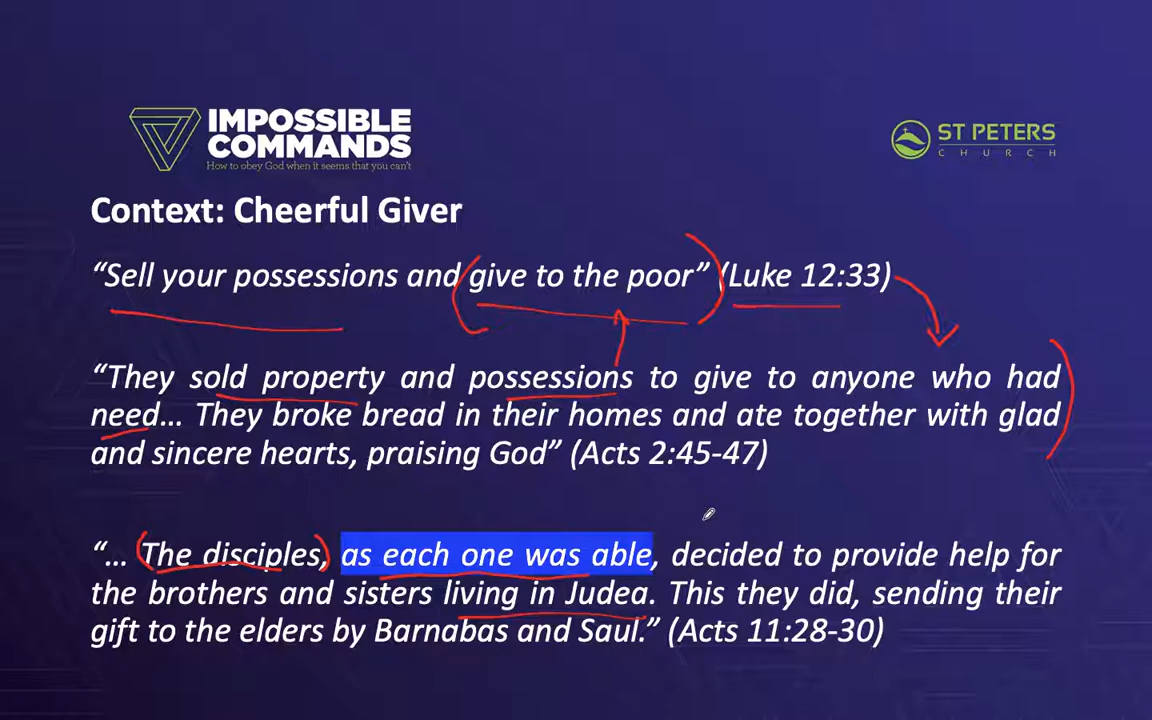 IMPOSSIBLE
COMMANDS
How to obey God when it seems that you can't
ST PETERS
CHURCH
Context: Cheerful Giver
“Sell your possessions and give to the poor” (Luke 12:33)
“They sold property and possessions to give to anyone who had
need... They broke bread in their homes and ate together with glad
and sincere hearts, praising God” (Acts 2:45-47)
“... The disciples, as each one was able, decided to provide help for
the brothers and sisters living in Judea. This they did, sending their
gift to the elders by Barnabas and Saul.” (Acts 11:28-30)